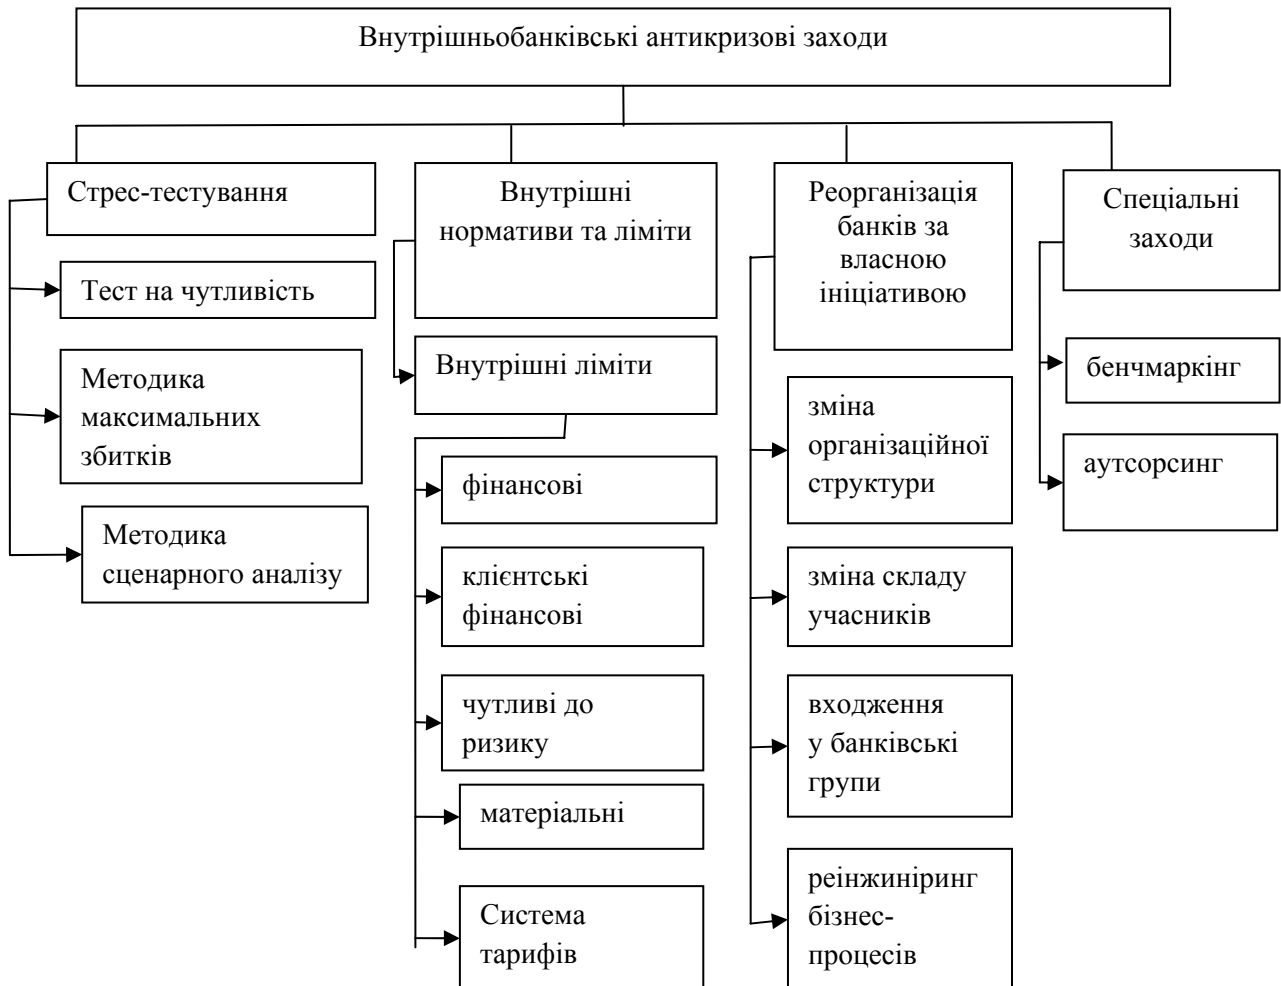 Внутрішньобанківські антикризові заходи
Стрес-тестування
Тест на чутливість
Методика
максимальних
збитків
Методика
сценарного аналізу
Внутрішні
нормативи та ліміти
Внутрішні ліміти
фінансові
клієнтські
фінансові
чутливі до
ризику
матеріальні
Система
тарифів
Реорганізація
банків за
власною
ініціативою
зміна
організаційної
структури
зміна складу
учасників
входження
у банківські
групи
реінжиніринг
бізнес-
процесів
Спеціальні
заходи
бенчмаркінг
аутсорсинг